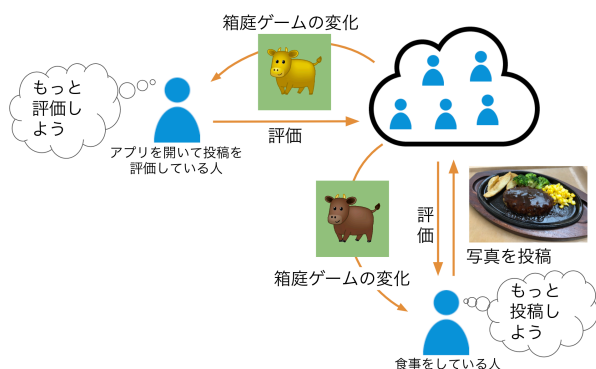 箱庭ゲームの変化
もっと
評価し
よう
評価
アプリを開いて投稿を
評価している人
評
価
写真を投稿
箱庭ゲームの変化
もっと
投稿し
よう
食事をしている人